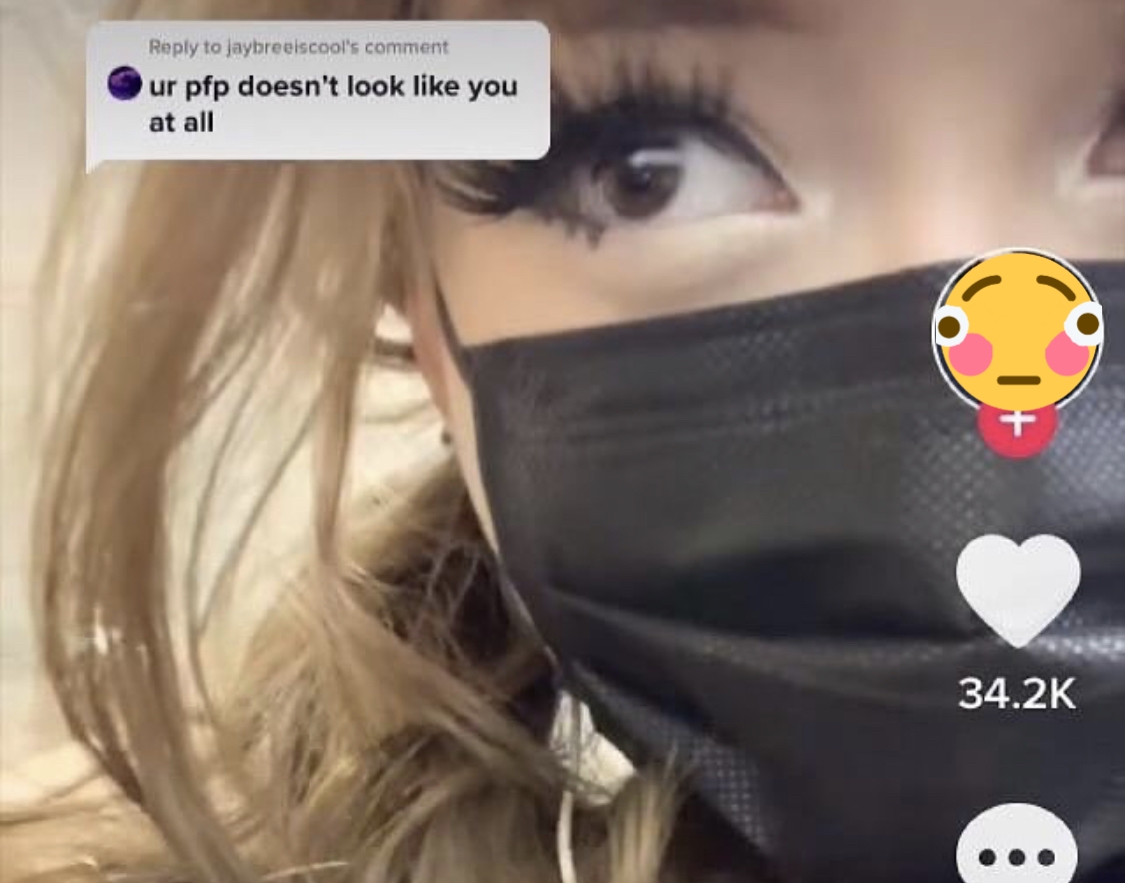 Reply to jaybreeiscool's comment
ur pfp doesn't look like you
at all
34.2K